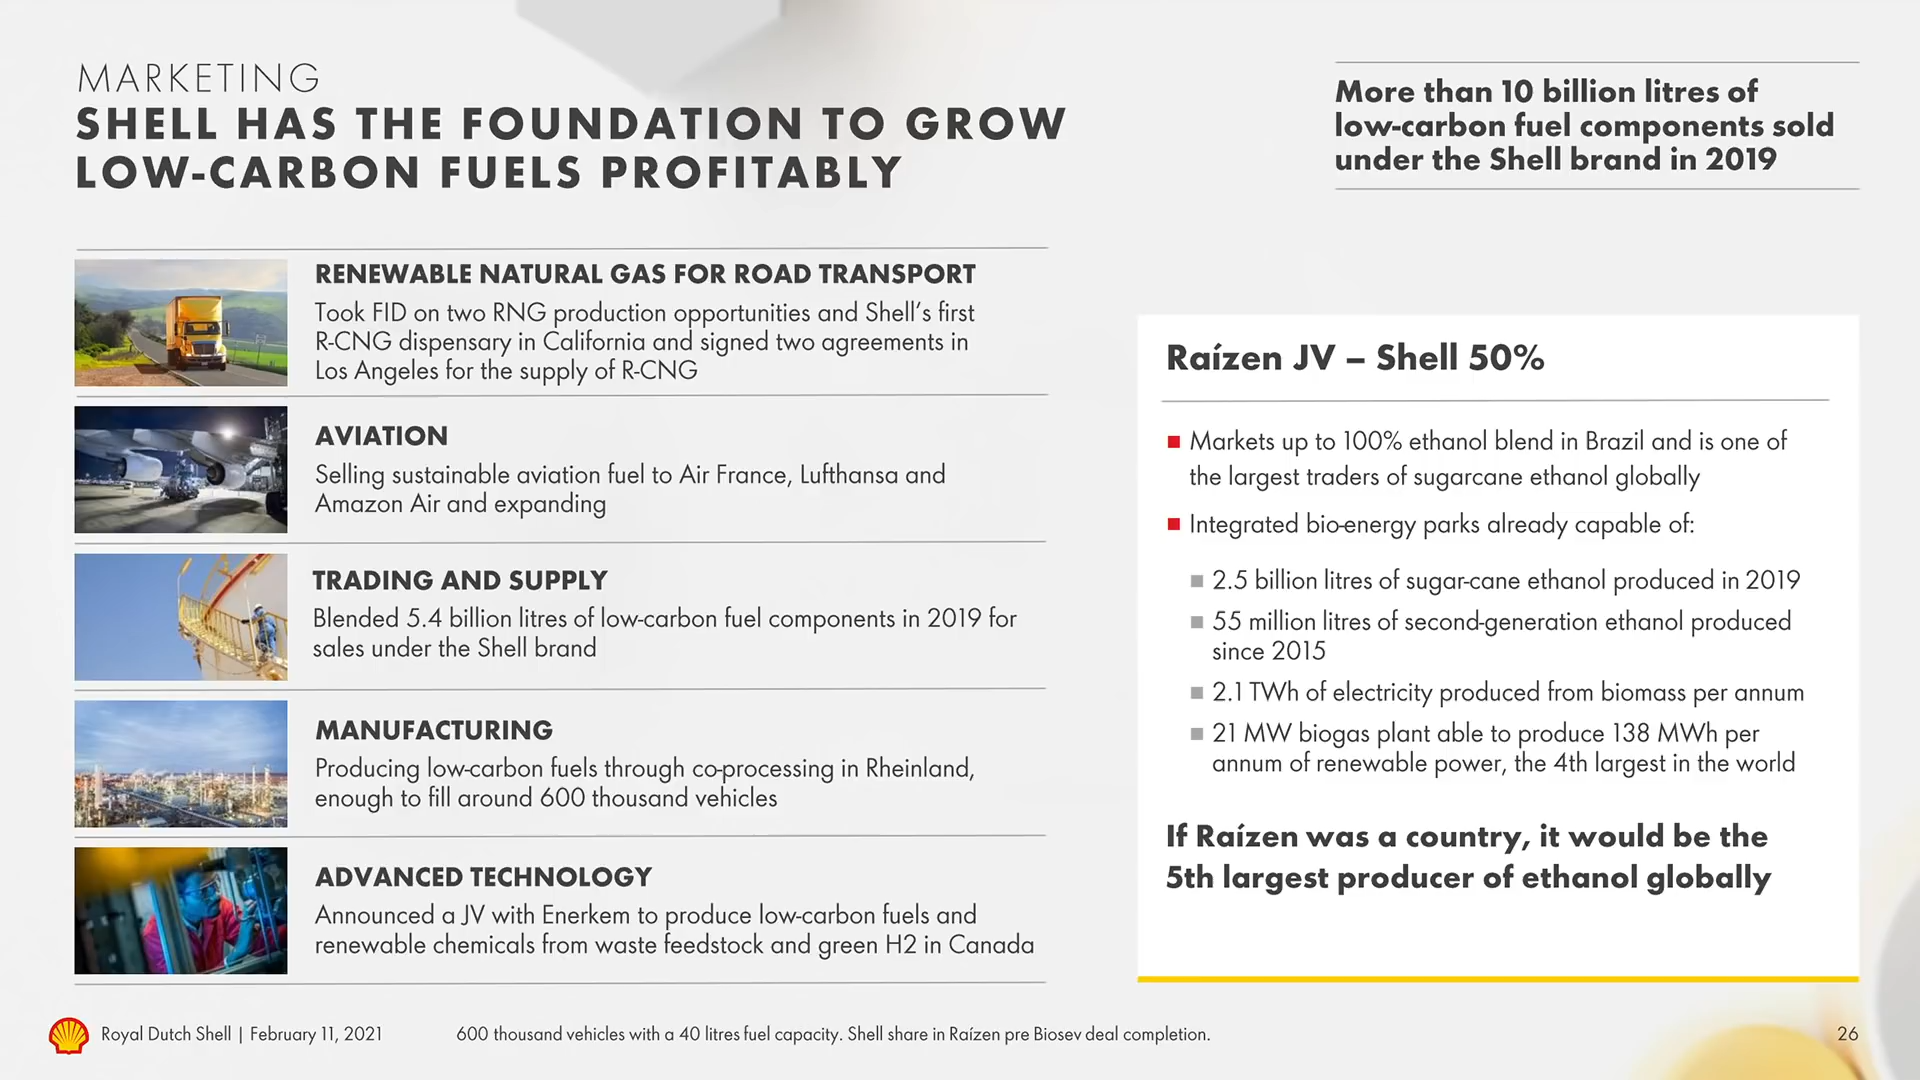 MARKETING
SHELL HAS THE FOUNDATION TO GROW
LOW-CARBON FUELS PROFITABLY
More than 10 billion litres of
low-carbon fuel components sold
under the Shell brand in 2019
RENEWABLE NATURAL GAS FOR ROAD TRANSPORT
Took FID on two RNG production opportunities and Shell's first
R-CNG dispensary in California and signed two agreements in
Los Angeles for the supply of R-CNG
AVIATION
Selling sustainable aviation fuel to Air France, Lufthansa and
Amazon Air and expanding
TRADING AND SUPPLY
Blended 5.4 billion litres of low-carbon fuel components in 2019 for
sales under the Shell brand
MANUFACTURING
Producing low-carbon fuels through co-processing in Rheinland,
enough to fill around 600 thousand vehicles
ADVANCED TECHNOLOGY
Announced a JV with Enerkem to produce low-carbon fuels and
renewable chemicals from waste feedstock and green H2 in Canada
Raízen JV – Shell 50%
Markets up to 100% ethanol blend in Brazil and is one of
the largest traders of sugarcane ethanol globally
Integrated bio-energy parks already capable of:
2.5 billion litres of sugar-cane ethanol produced in 2019
55 million litres of second-generation ethanol produced
since 2015
2.1 TWh of electricity produced from biomass per annum
21 MW biogas plant able to produce 138 MWh per
annum of renewable power, the 4th largest in the world
If Raízen was a country, it would be the
5th largest producer of ethanol globally
Royal Dutch Shell | February 11, 2021
600 thousand vehicles with a 40 litres fuel capacity. Shell share in Raízen pre Biosev deal completion.
26